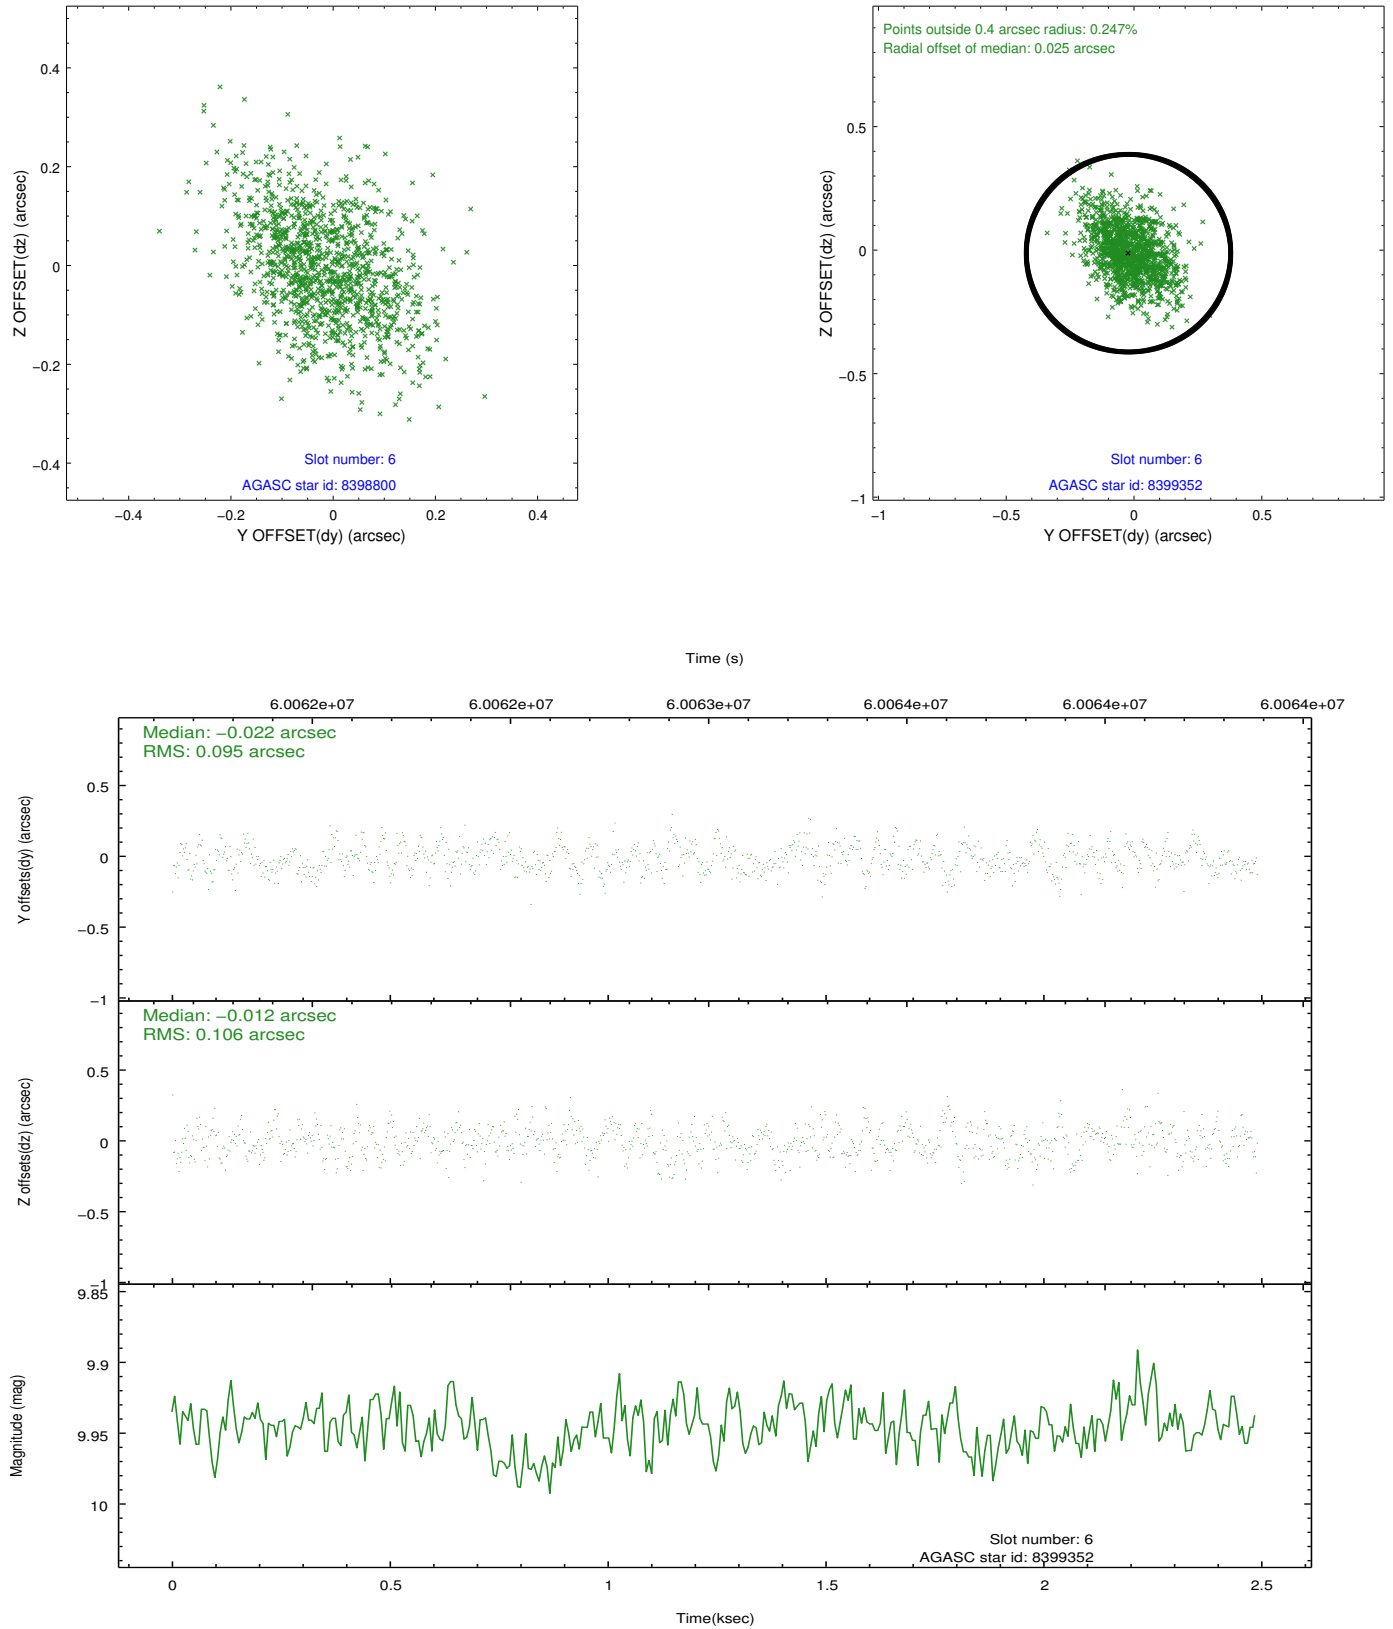 0.4
0.2
0
−0.2
−0.4
Z OFFSET(dz) (arcsec)
Slot number: 6
AGASC star id: 8398800
−0.4
−0.2
0
0.2
0.4
Y OFFSET(dy) (arcsec)
Points outside 0.4 arcsec radius: 0.247%
Radial offset of median: 0.025 arcsec
0.5
0
−0.5
−1
Z OFFSET(dz) (arcsec)
Slot number: 6
AGASC star id: 8399352
−1
−0.5
0
0.5
Y OFFSET(dy) (arcsec)
Time (s)
6.0062e+07
6.0062e+07
6.0063e+07
6.0064e+07
6.0064e+07
6.0064e+07
Median: −0.022 arcsec
RMS: 0.095 arcsec
0.5
0
−0.5
−1
Y offsets(dy) (arcsec)
Median: −0.012 arcsec
RMS: 0.106 arcsec
0.5
0
−0.5
−1
Z offsets(dz) (arcsec)
9.85
9.9
9.95
10
Magnitude (mag)
Slot number: 6
AGASC star id: 8399352
0
0.5
1
1.5
2
2.5
Time(ksec)